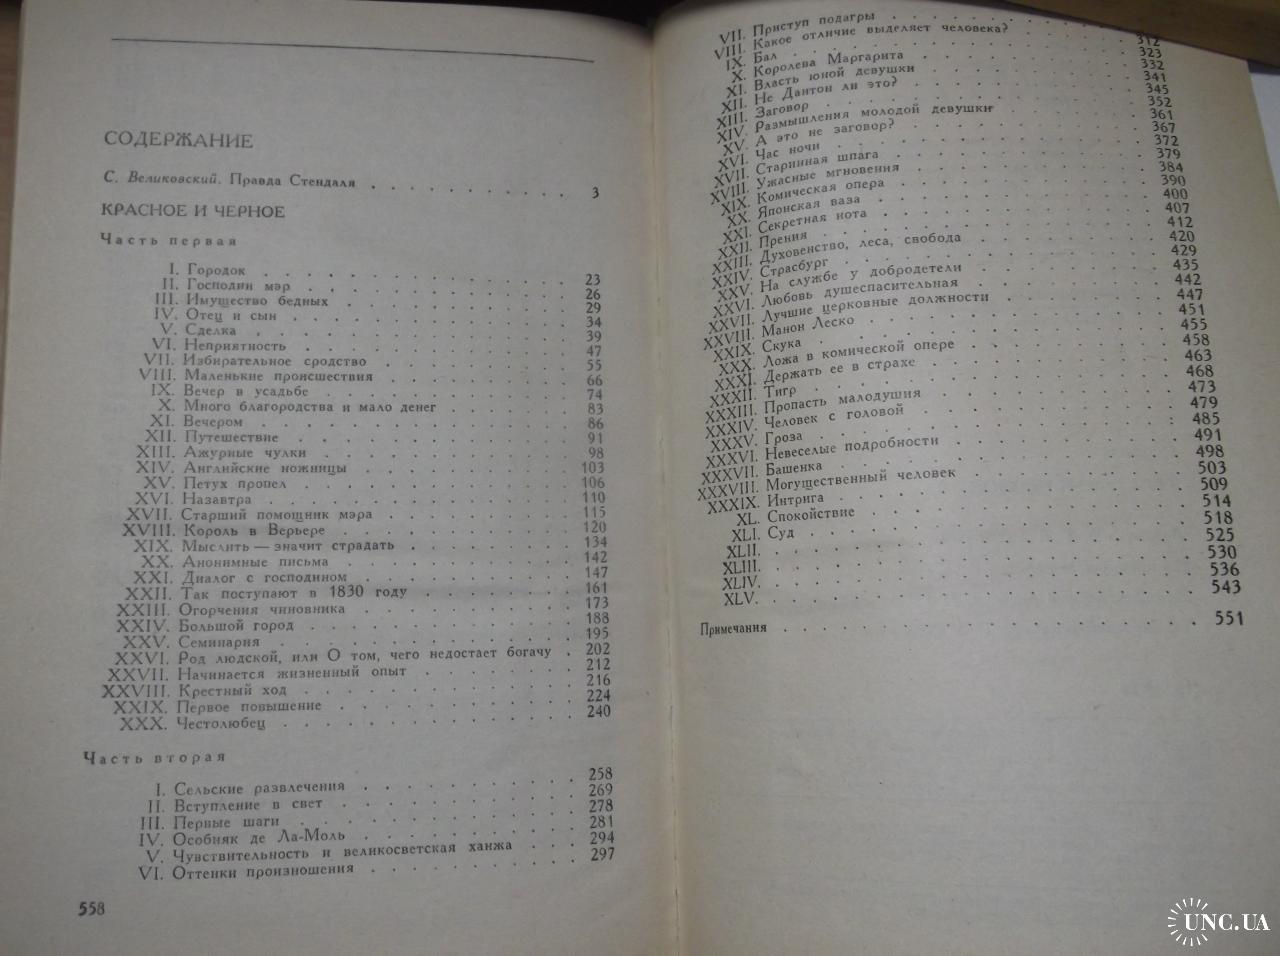 СОДЕРЖАНИЕ
С. Великовский. Правда Стендаля . . . . . . . . . . . 3
КРАСНОЕ И ЧЕРНОЕ
Часть первая
I. Городок . . . . . . . . . . . 23
II. Господин мэр . . . . . . . . . . . 26
III. Имущество бедных . . . . . . . . . . . 29
IV. Отец и сын . . . . . . . . . . . 34
V. Сделка . . . . . . . . . . . 39
VI. Неприятность . . . . . . . . . . . 47
VII. Избирательное сродство . . . . . . . . 55
VIII. Маленькие происшествия . . . . . . . . 66
IX. Вечер в усадьбе . . . . . . . . . . 74
X. Много благородства и мало денег . . . . . . 83
XI. Вечером . . . . . . . . . . . 86
XII. Путешествие . . . . . . . . . . . 91
XIII. Ажурные чулки . . . . . . . . . . 98
XIV. Английские ножницы . . . . . . . . . 103
XV. Петух пропел . . . . . . . . . . . 106
XVI. Назавтра . . . . . . . . . . . 110
XVII. Старший помощник мэра . . . . . . . . 115
XVIII. Король в Верьере . . . . . . . . . 120
XIX. Мыслить — значит страдать . . . . . . . 134
XX. Анонимные письма . . . . . . . . . 142
XXI. Диалог с господином . . . . . . . . . 147
XXII. Так поступают в 1830 году . . . . . . . 161
XXIII. Огорчения чиновника . . . . . . . . . 173
XXIV. Большой город . . . . . . . . . . 188
XXV. Семинария . . . . . . . . . . . 195
XXVI. Род людской, или О том, чего недостает богачу . 202
XXVII. Начинается жизненный опыт . . . . . . . 212
XXVIII. Крестный ход . . . . . . . . . . . 216
XXIX. Первое повышение . . . . . . . . . 224
XXX. Честолюбец . . . . . . . . . . . 240
Часть вторая
I. Сельские развлечения . . . . . . . . . 258
II. Вступление в свет . . . . . . . . . 269
III. Первые шаги . . . . . . . . . . . 278
IV. Особняк де Ла-Моль . . . . . . . . . 281
V. Чувствительность и великосветская ханжа . . . 294
VI. Оттенки произношения . . . . . . . . . 297
558
VII. Приступ подагры . . . . . . . . .
VIII. Какое отличие выделяет человека? . . . . . 312
IX. Бал . . . . . . . . . . . 323
X. Королева Маргарита . . . . . . . . . 332
XI. Власть юной девушки . . . . . . . . . 341
XII. Не Дантон ли это? . . . . . . . . . 345
XIII. Заговор . . . . . . . . . . . 352
XIV. Размышления молодой девушки . . . . . . . 361
XV. А это не заговор? . . . . . . . . . 367
XVI. Час ночи . . . . . . . . . . . 372
XVII. Старинная шпага . . . . . . . . . 379
XVIII. Ужасные мгновения . . . . . . . . . 384
XIX. Комическая опера . . . . . . . . . 390
XX. Японская ваза . . . . . . . . . . 400
XXI. Секретная нота . . . . . . . . . . 407
XXII. Прения . . . . . . . . . . . 412
XXIII. Духовенство, леса, свобода . . . . . . . 420
XXIV. Страсбург . . . . . . . . . . . 429
XXV. На службе у добродетели . . . . . . . 435
XXVI. Любовь душеспасительная . . . . . . . 442
XXVII. Лучшие церковные должности . . . . . . . 447
XXVIII. Манон Леско . . . . . . . . . . . 451
XXIX. Скука . . . . . . . . . . . 455
XXX. Ложа в комической опере . . . . . . . 458
XXXI. Держать ее в страхе . . . . . . . . . 463
XXXII. Тигр . . . . . . . . . . . 468
XXXIII. Пропасть малодушия . . . . . . . . . 473
XXXIV. Человек с головой . . . . . . . . . 479
XXXV. Гроза . . . . . . . . . . . 485
XXXVI. Невеселые подробности . . . . . . . . 491
XXXVII. Башенка . . . . . . . . . . . 498
XXXVIII. Могущественный человек . . . . . . . 503
XXXIX. Интрига . . . . . . . . . . . 509
XL. Спокойствие . . . . . . . . . . . 514
XLI. Суд . . . . . . . . . . . 518
XLII. . . . . . . . . . . . 525
XLIII. . . . . . . . . . . . 530
XLIV. . . . . . . . . . . . 536
XLV. . . . . . . . . . . . 543
Примечания . . . . . . . . . . . 551
UNC.UA